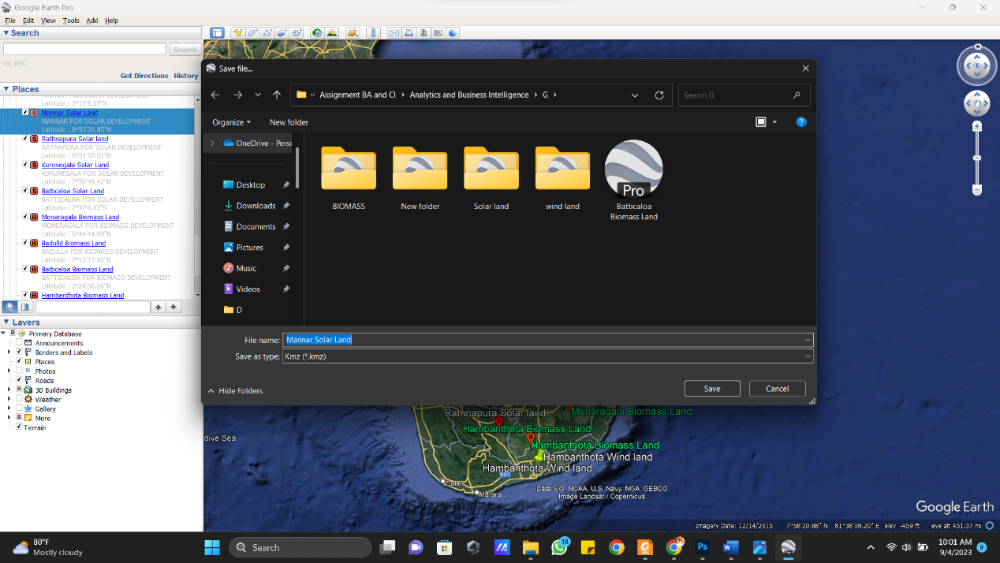 Google Earth Pro
File Edit View Tools Add Help
Search
Search
ex: NYC
Get Directions History
Places
Latitude : 7°12'6.15"N
Mannar Solar Land
MANNAR FOR SOLAR DEVELOPMENT
Latitude : 8°53'20.85"N
Rathnapura Solar land
RATNAPURA FOR SOLAR DEVELOPMENT
Latitude : 6°31'57.01"N
Kurunegala Solar Land
KURUNEGALA FOR SOLAR DEVELOPMENT
Latitude : 7°50'49.42"N
Batticaloa Solar Land
BATTICALOA FOR SOLAR DEVELOPMENT
Latitude : 7°37'4.12"N
Monaragala Biomass Land
MONERAGALA FOR BIOMASS DEVELOPMENT
Latitude : 6°44'44.49"N
Badulld Biomass Land
BADULLA FOR BIOMASS DEVELOPMENT
Latitude : 7°15'17.65"N
Batticaloa Biomass Land
BATTICALOA FOR BIOMASS DEVELOPMENT
Latitude : 7°28'50.26"N
Hambanthota Biomass Land
Layers
Primary Database
Announcements
Borders and Labels
Places
Photos
Roads
3D Buildings
Weather
Gallery
More
Terrain
Save file...
« Assignment BA and CI › Analytics and Business Intelligence › G ›
Search G
Organize
New folder
OneDrive - Perso
Desktop
Downloads
Documents
Pictures
Music
Videos
D
BIOMASS
New folder
Solar land
wind land
Pro
Batticaloa
Biomass Land
File name: Mannar Solar Land
Save as type: Kmz (*.kmz)
Hide Folders
Save
Cancel
N
Rathnapura Solar land
Monaragala Biomass Land
Hambanthota Biomass Land
dive Sea
Hambanthota Biomass Land
Hambanthota Wind land
Hambanthota Wind land
E01
Galle
Matara
Data SIO, NOAA, U.S. Navy, NGA, GEBCO
Image Landsat / Copernicus
Google Earth
Imagery Date: 12/14/2015 7°58'20.88" N 81°38'08.20" E elev -459 ft eye alt 451.37 mi
80°F
Mostly cloudy
Search
18
10:01 AM
9/4/2023
9